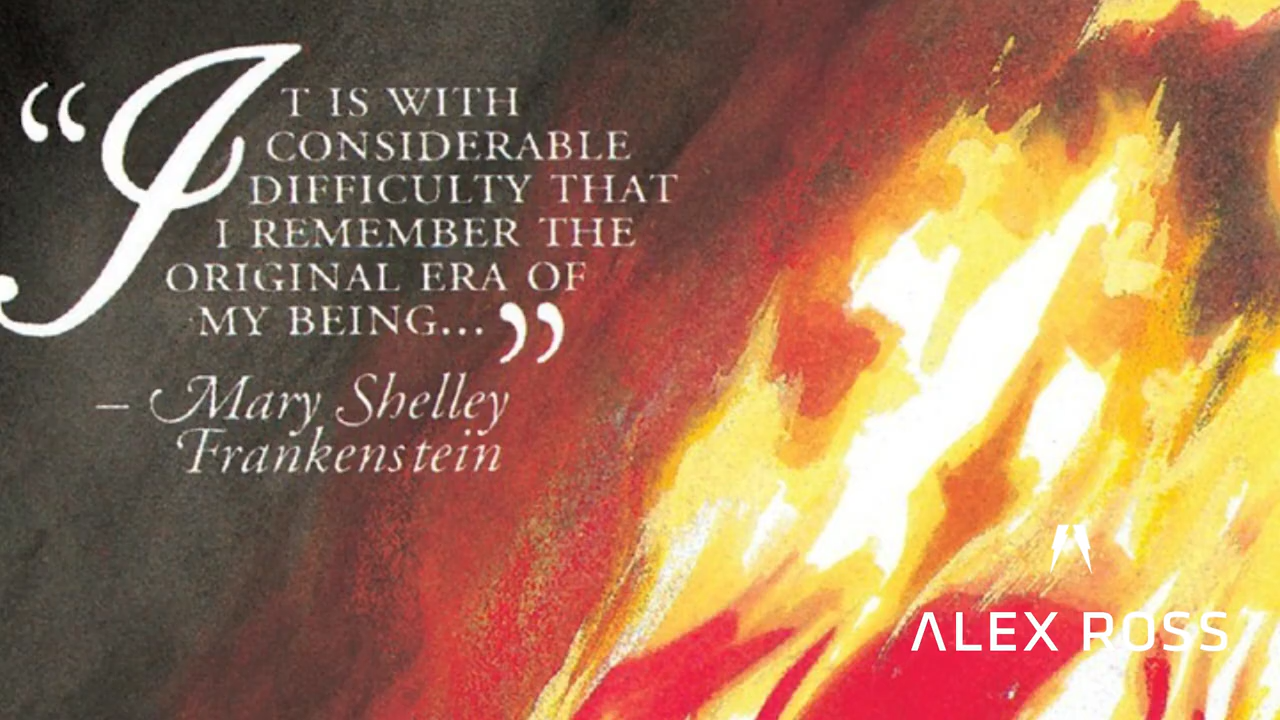 “IT IS WITH
CONSIDERABLE
DIFFICULTY THAT
I REMEMBER THE
ORIGINAL ERA OF
MY BEING...”
– Mary Shelley
Frankenstein
ALEX ROSS